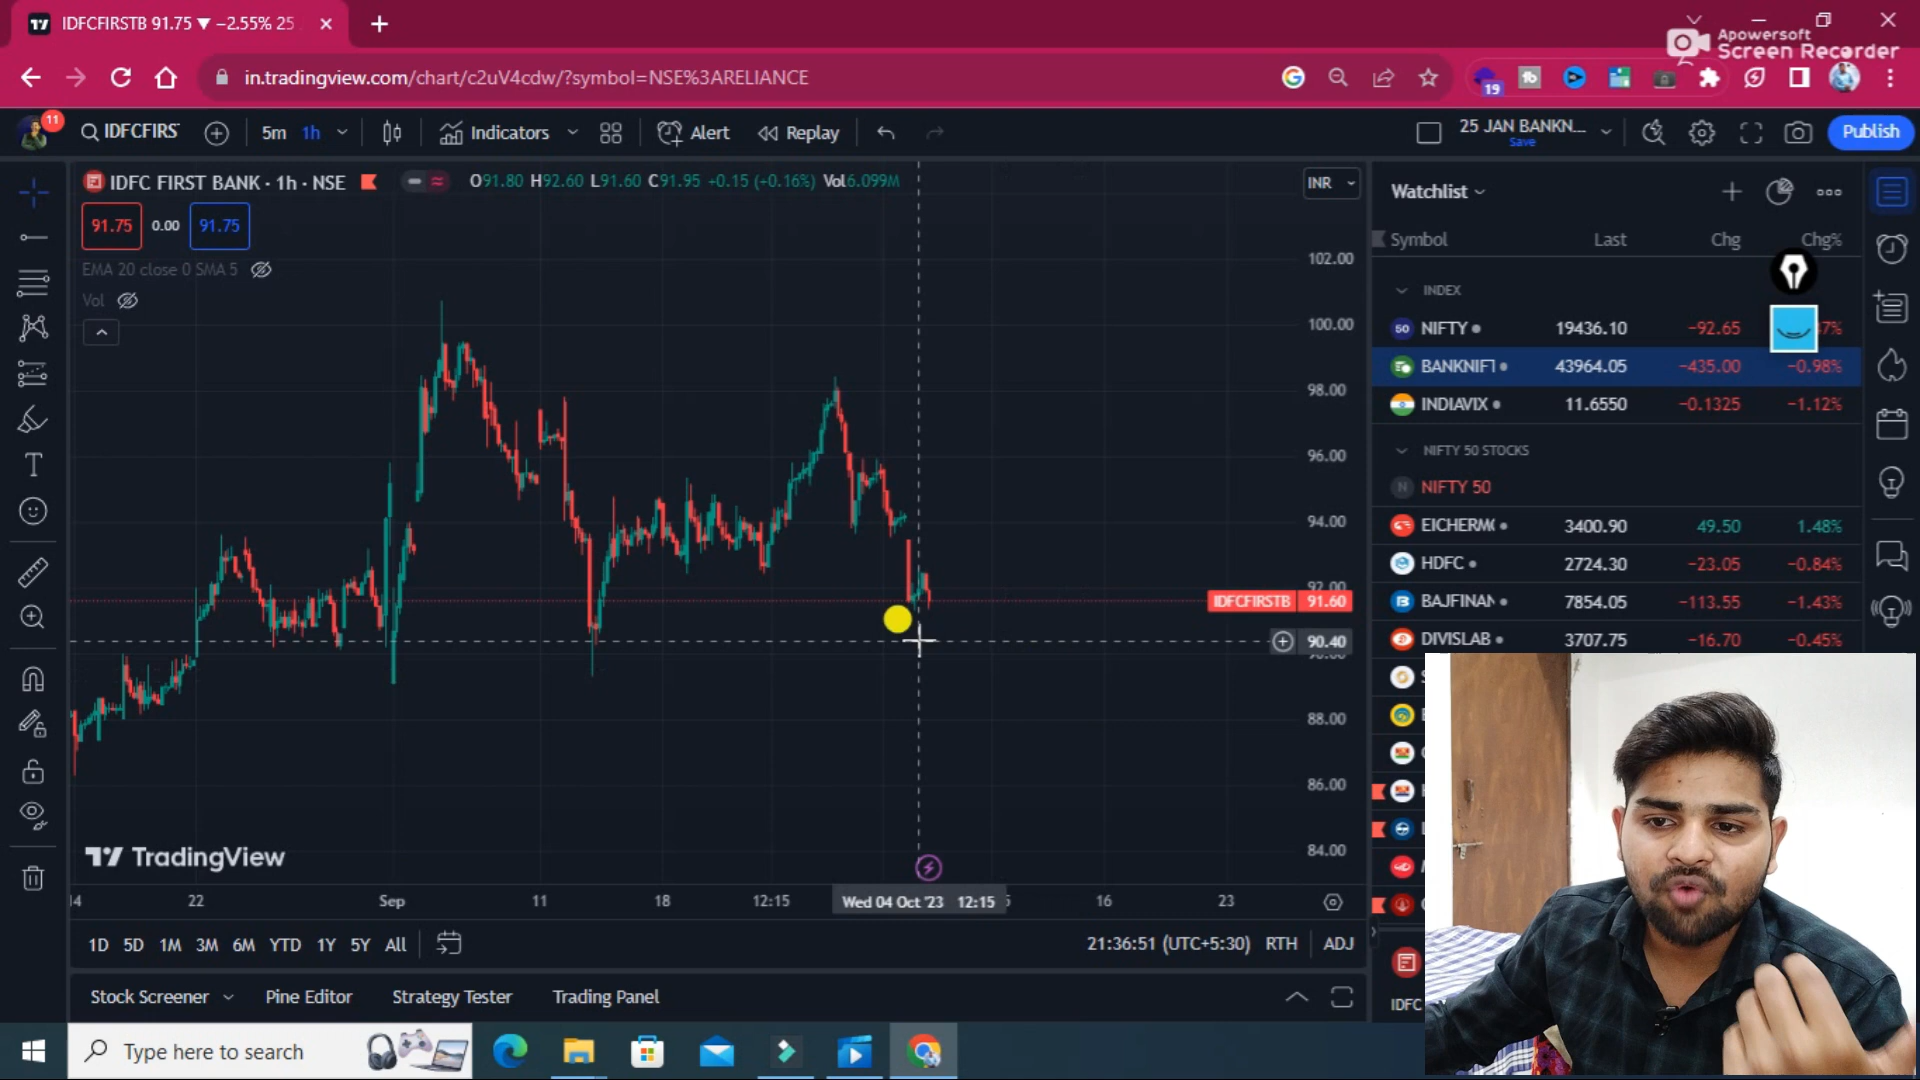 IDFCFIRSTB 91.75 ▼ −2.55% 25
Apowersoft
Screen Recorder
in.tradingview.com/chart/c2uV4cdw/?symbol=NSE%3ARELIANCE
19
11
IDFCFIRS
5m 1h Indicators Alert Replay
25 JAN BANKN...
Save
Publish
IDFC FIRST BANK · 1h · NSE
O91.80 H92.60 L91.60 C91.95 +0.15 (+0.16%) Vol6.099M
INR
91.75 0.00 91.75
EMA 20 close 0 SMA 5
Vol
102.00
100.00
98.00
96.00
94.00
92.00
IDFCFIRSTB 91.60
90.40
88.00
86.00
84.00
TradingView
22 Sep 11 18 12:15 Wed 04 Oct '23 12:15 16 23
1D 5D 1M 3M 6M YTD 1Y 5Y All
21:36:51 (UTC+5:30) RTH ADJ
Stock Screener Pine Editor Strategy Tester Trading Panel
Watchlist
Symbol Last Chg Chg%
INDEX
50 NIFTY 19436.10 −92.65
BANKNIFT 43964.05 −435.00 −0.98%
INDIAVIX 11.6550 −0.1325 −1.12%
NIFTY 50 STOCKS
N NIFTY 50
EICHERM 3400.90 49.50 1.48%
HDFC 2724.30 −23.05 −0.84%
BAJFINAN 7854.05 −113.55 −1.43%
DIVISLAB 3707.75 −16.70 −0.45%
IDFC
Type here to search